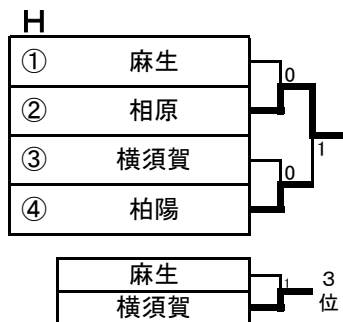 H
① 麻生 0
② 相原
1
③ 横須賀 0
④ 柏陽
麻生 1 3
横須賀 位